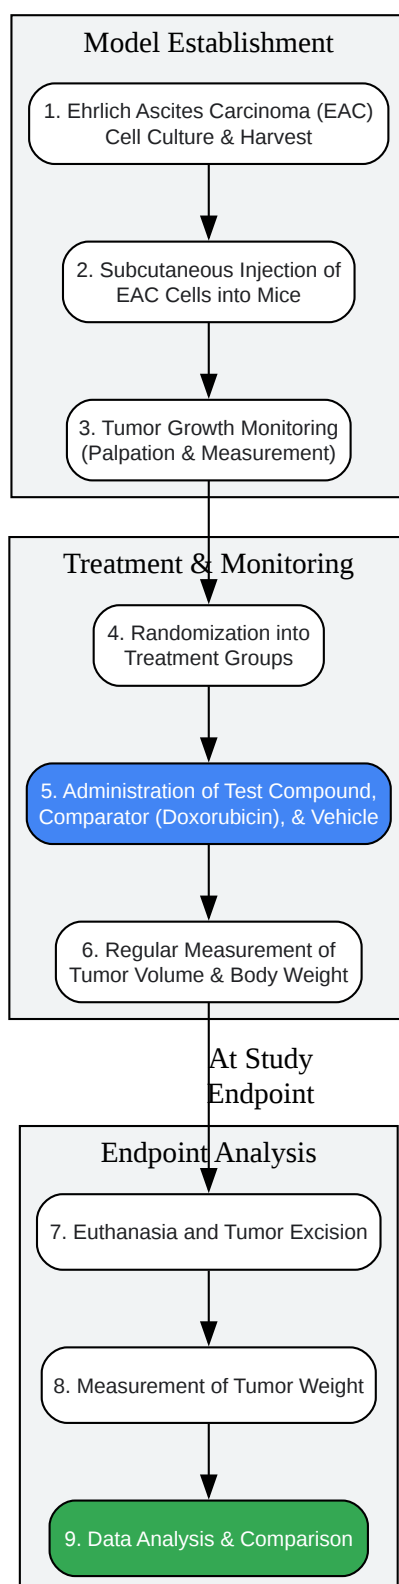 Model Establishment
1. Ehrlich Ascites Carcinoma (EAC)
Cell Culture & Harvest
2. Subcutaneous Injection of
EAC Cells into Mice
3. Tumor Growth Monitoring
(Palpation & Measurement)
Treatment & Monitoring
4. Randomization into
Treatment Groups
5. Administration of Test Compound,
Comparator (Doxorubicin), & Vehicle
6. Regular Measurement of
Tumor Volume & Body Weight
At Study
Endpoint
Endpoint Analysis
7. Euthanasia and Tumor Excision
8. Measurement of Tumor Weight
9. Data Analysis & Comparison